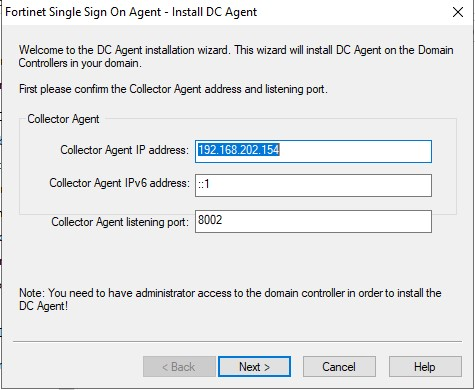 Fortinet Single Sign On Agent - Install DC Agent
Welcome to the DC Agent installation wizard. This wizard will install DC Agent on the Domain
Controllers in your domain.
First please confirm the Collector Agent address and listening port.
Collector Agent
Collector Agent IP address: 192.168.202.154
Collector Agent IPv6 address: ::1
Collector Agent listening port: 8002
Note: You need to have administrator access to the domain controller in order to install the
DC Agent!
< Back Next > Cancel Help